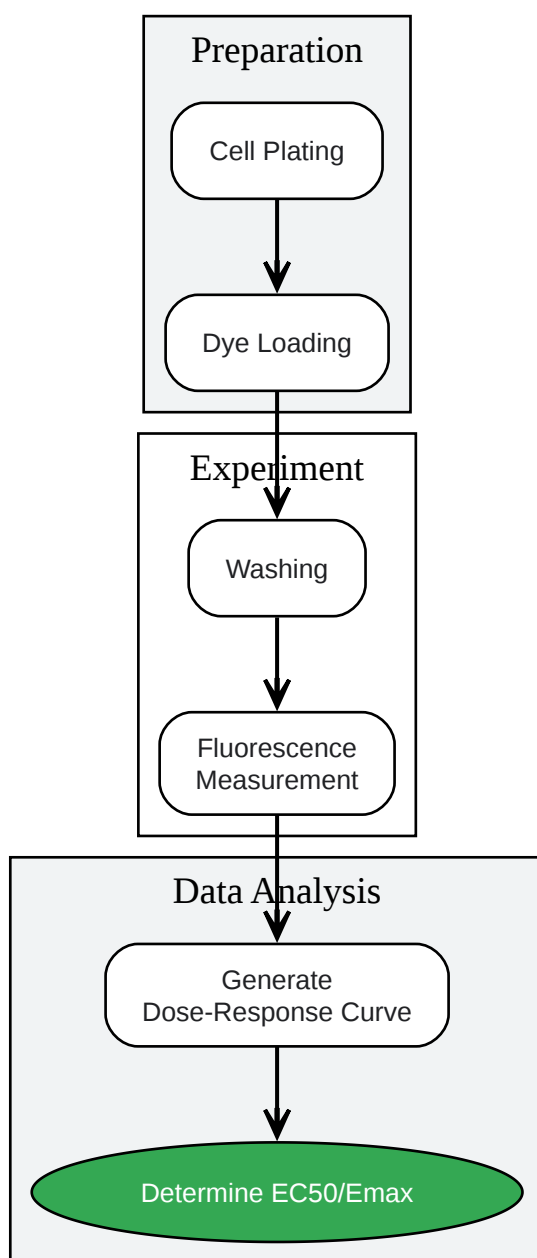 Preparation
Cell Plating
Dye Loading
Experiment
Washing
Fluorescence
Measurement
Data Analysis
Generate
Dose-Response Curve
Determine EC50/Emax